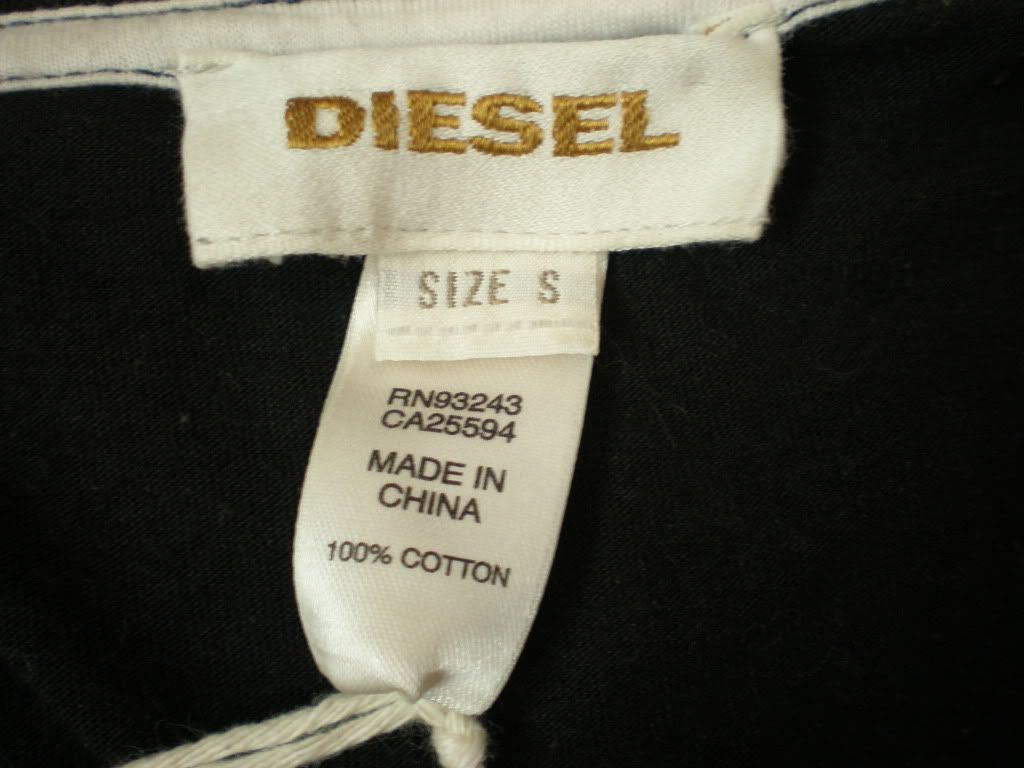 DIESEL
SIZE S
RN93243
CA25594
MADE IN
CHINA
100% COTTON